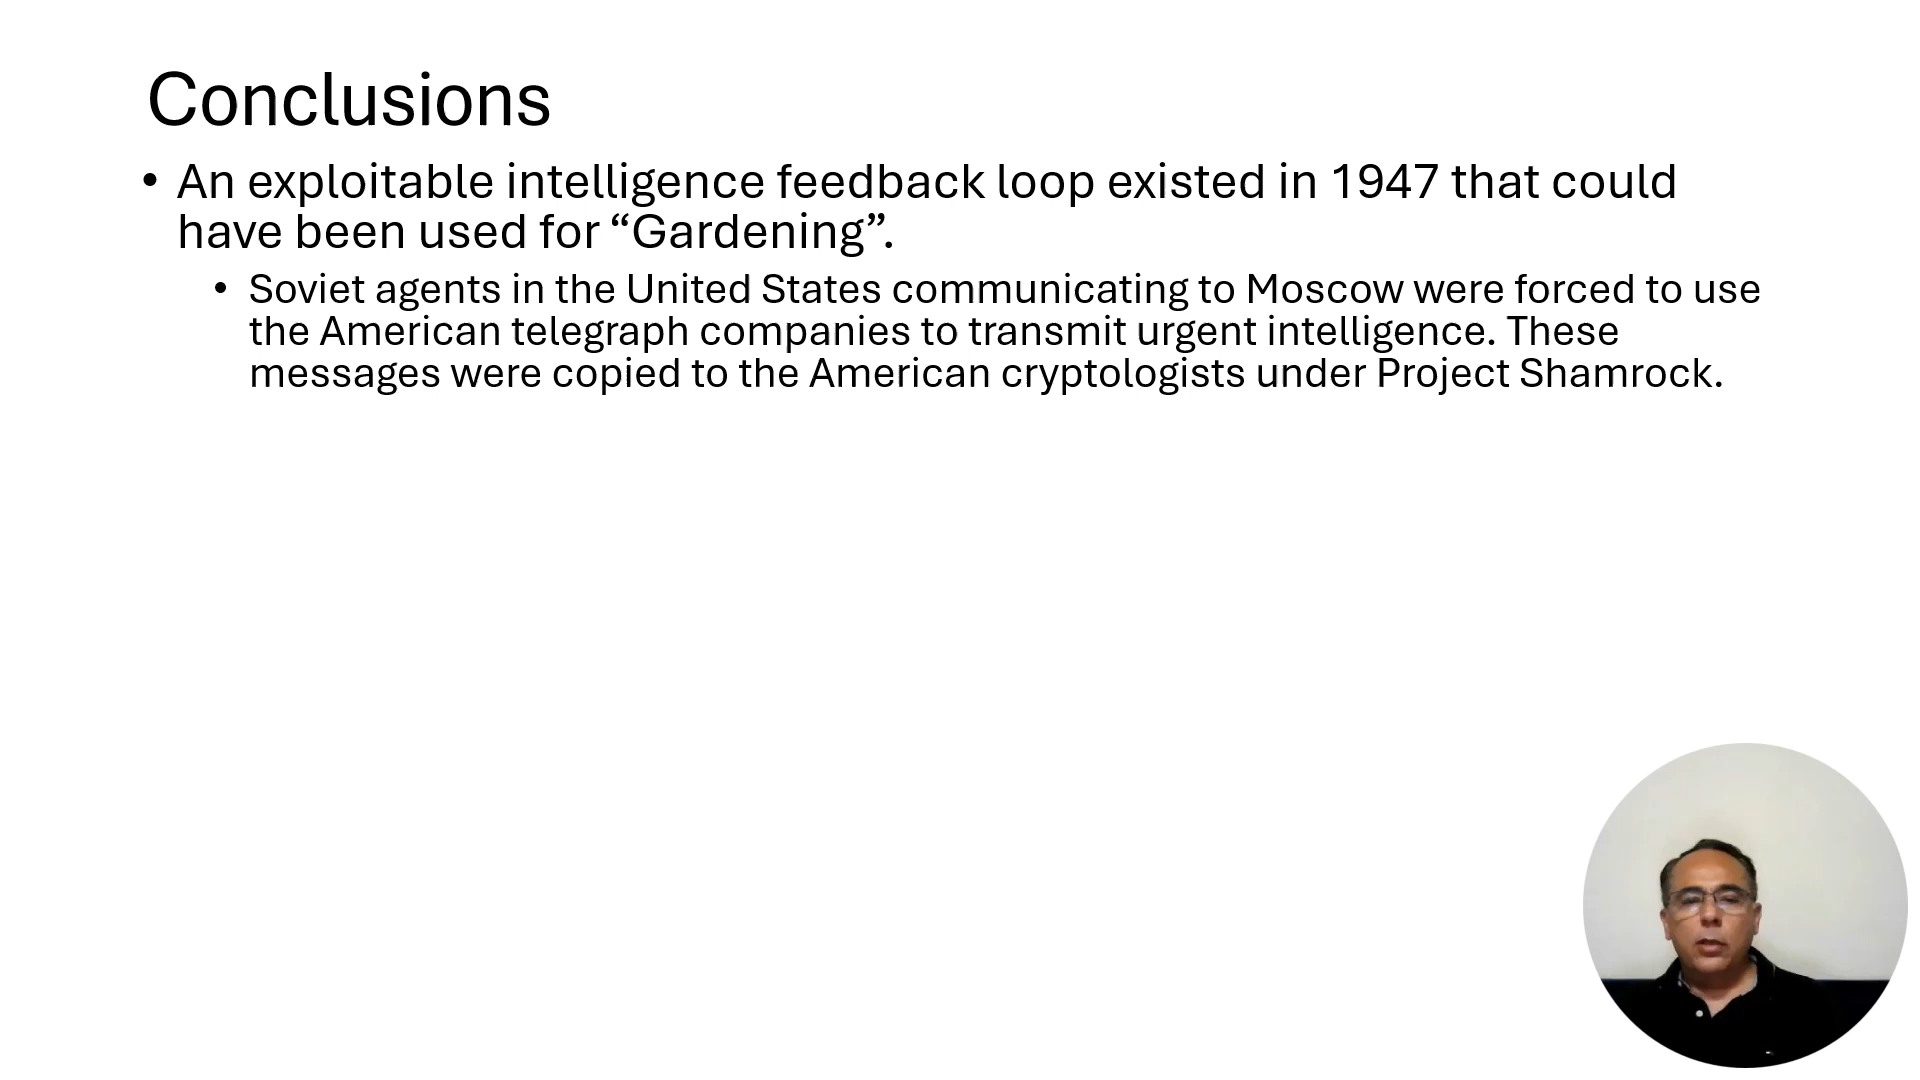 Conclusions
• An exploitable intelligence feedback loop existed in 1947 that could
have been used for “Gardening”.
• Soviet agents in the United States communicating to Moscow were forced to use
the American telegraph companies to transmit urgent intelligence. These
messages were copied to the American cryptologists under Project Shamrock.